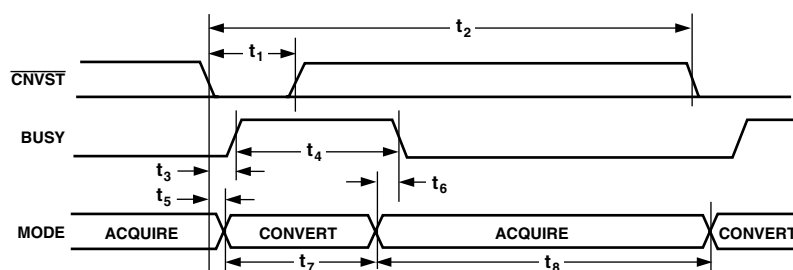 t2
t1
CNVST
BUSY
t4
t3
t6
t5
MODE ACQUIRE CONVERT ACQUIRE CONVERT
t7 t8